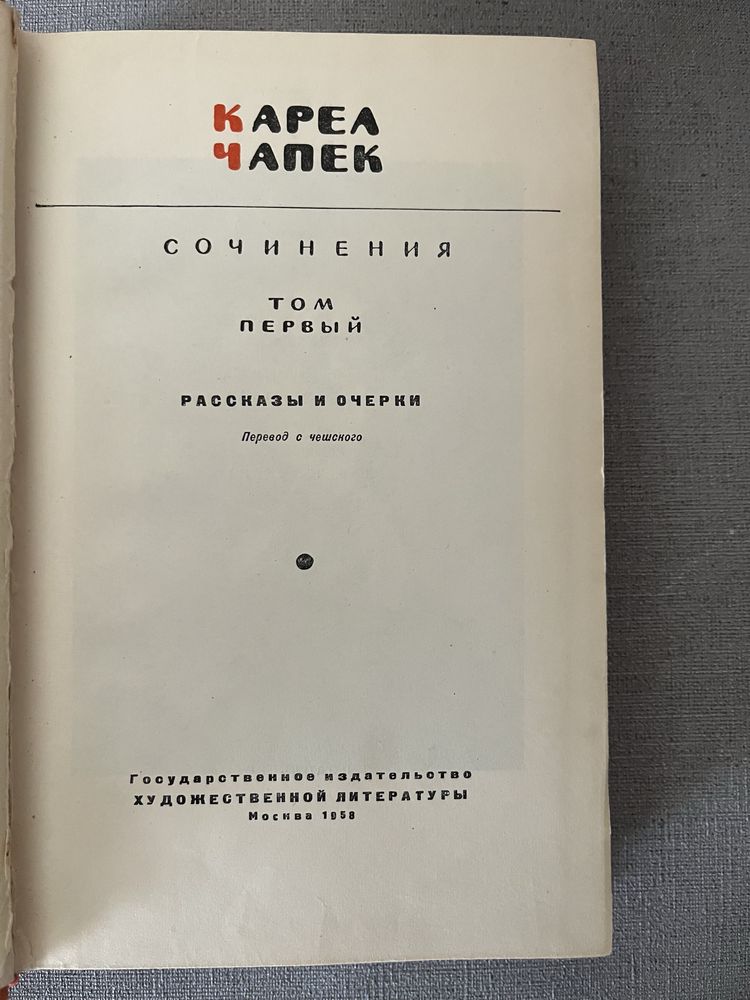 КАРЕЛ
ЧАПЕК
СОЧИНЕНИЯ
ТОМ
ПЕРВЫЙ
РАССКАЗЫ И ОЧЕРКИ
Перевод с чешского
Государственное издательство
ХУДОЖЕСТВЕННОЙ ЛИТЕРАТУРЫ
Москва 1958